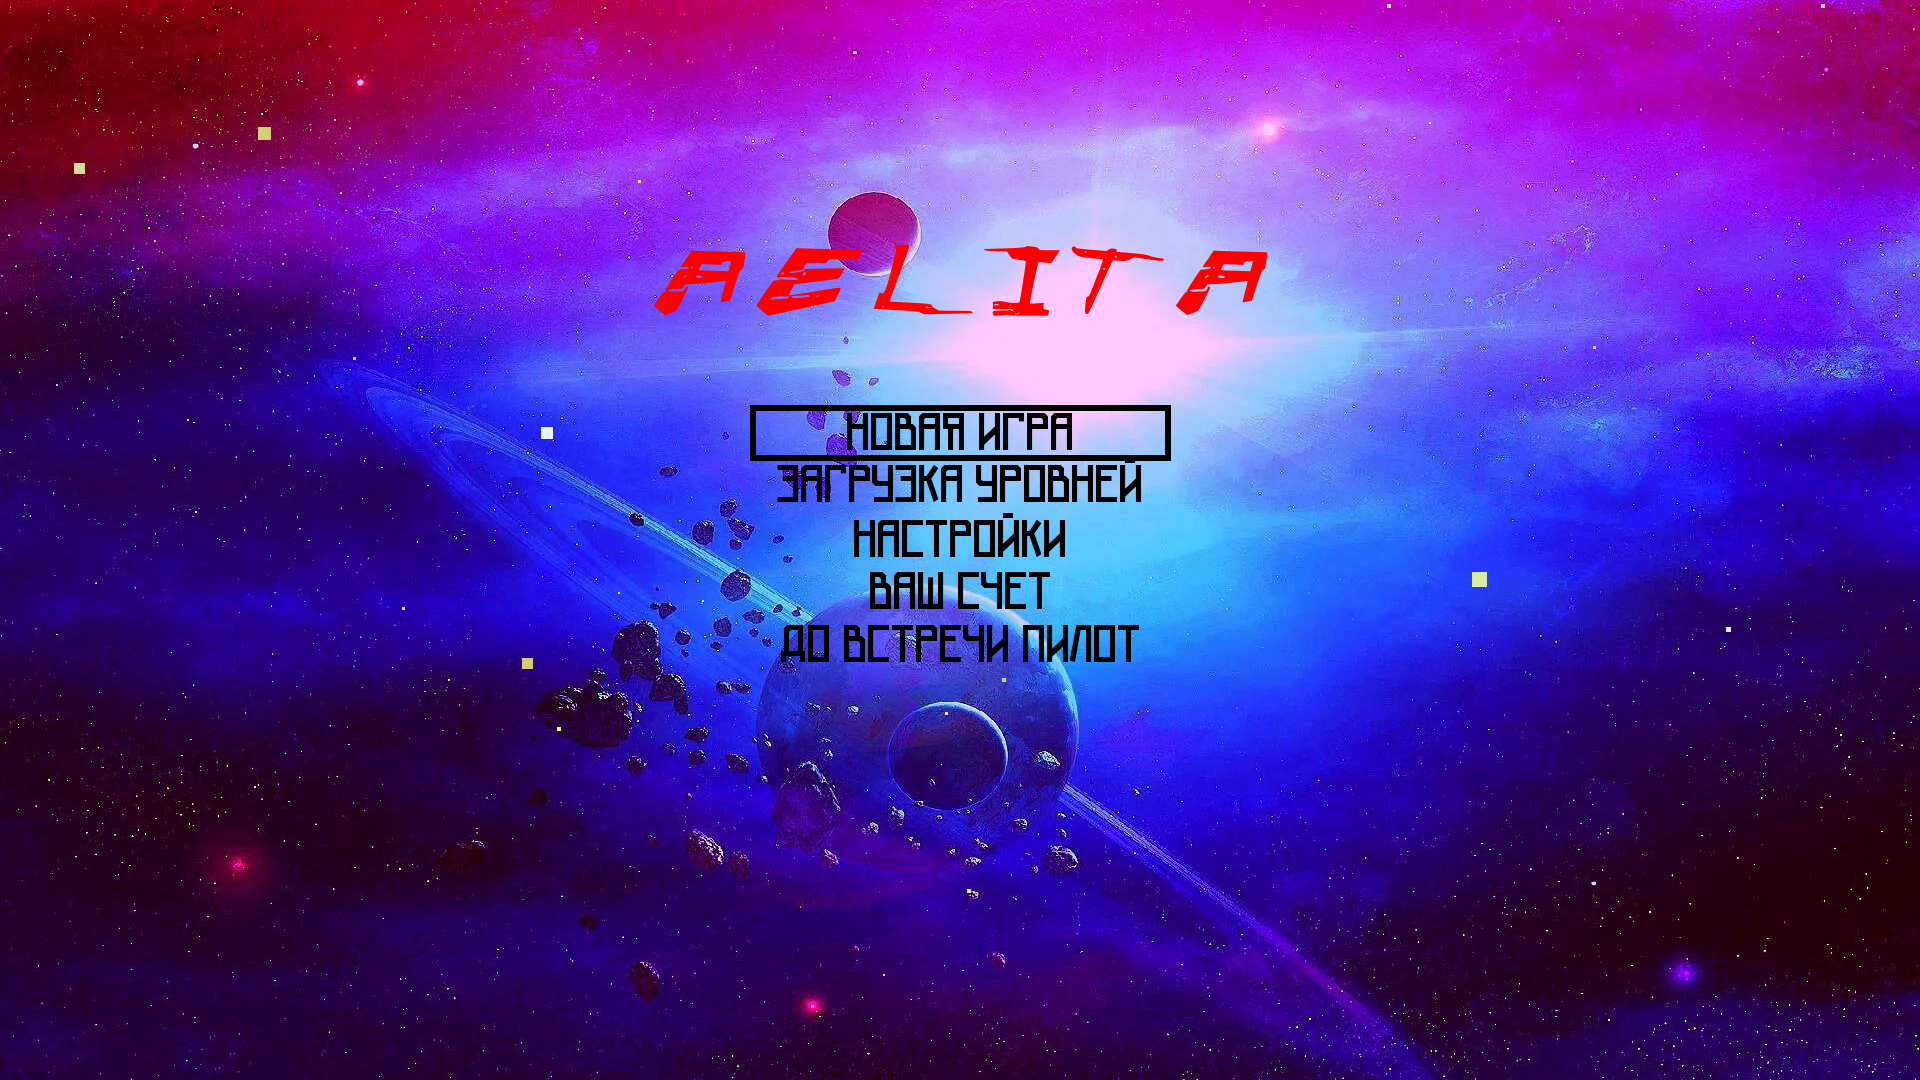 AELITA
НОВАЯ ИГРА
ЗАГРУЗКА УРОВНЕЙ
НАСТРОЙКИ
ВАШ СЧЕТ
ДО ВСТРЕЧИ ПИЛОТ